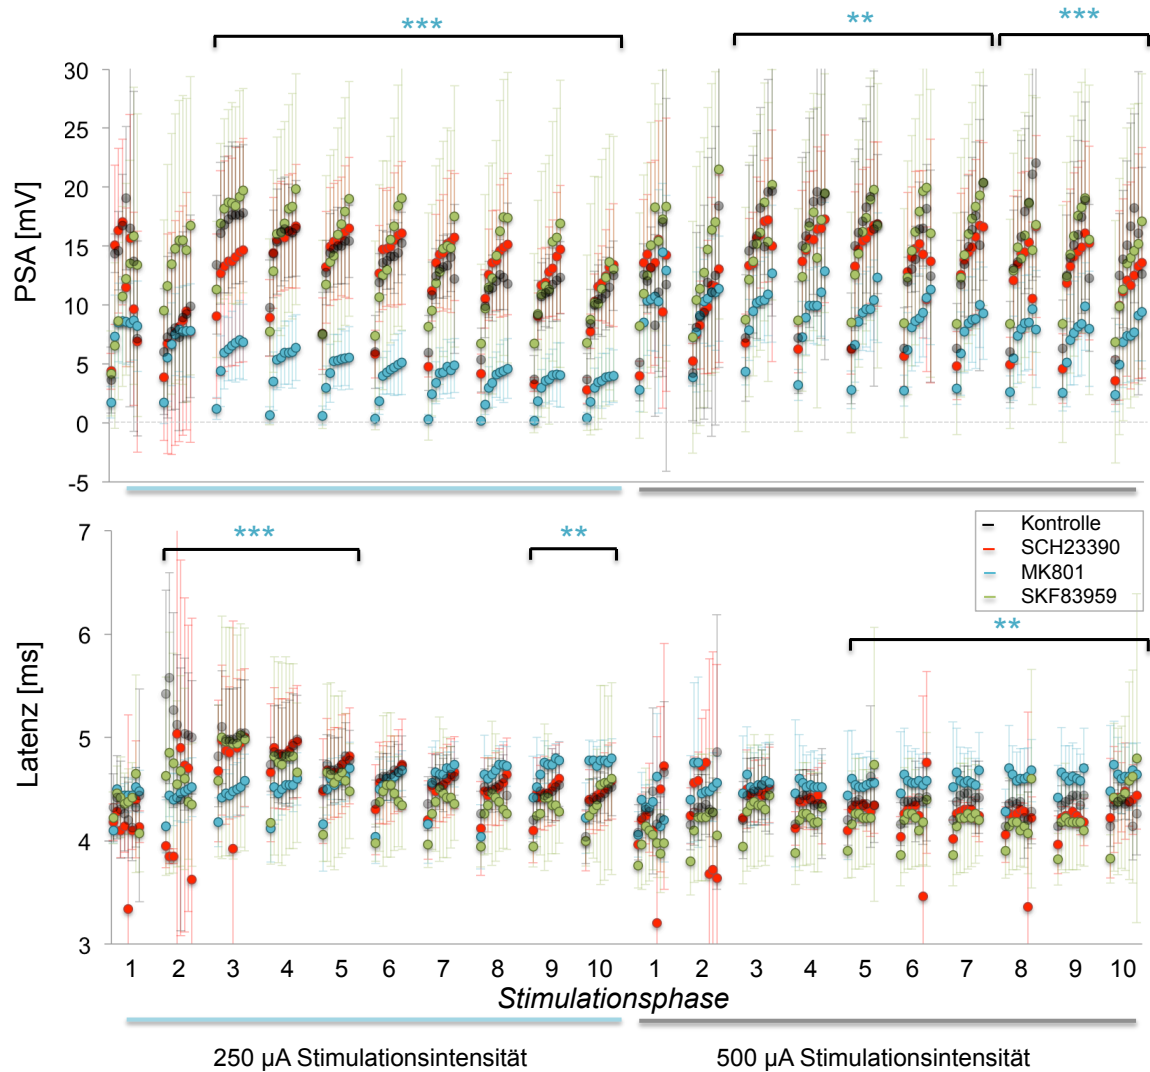 ***
**
***
30
25
20
15
10
5
0
-5
PSA [mV]
***
**
**
7
6
5
4
3
Latenz [ms]
Kontrolle
SCH23390
MK801
SKF83959
1 2 3 4 5 6 7 8 9 10 1 2 3 4 5 6 7 8 9 10
Stimulationsphase
250 µA Stimulationsintensität 500 µA Stimulationsintensität